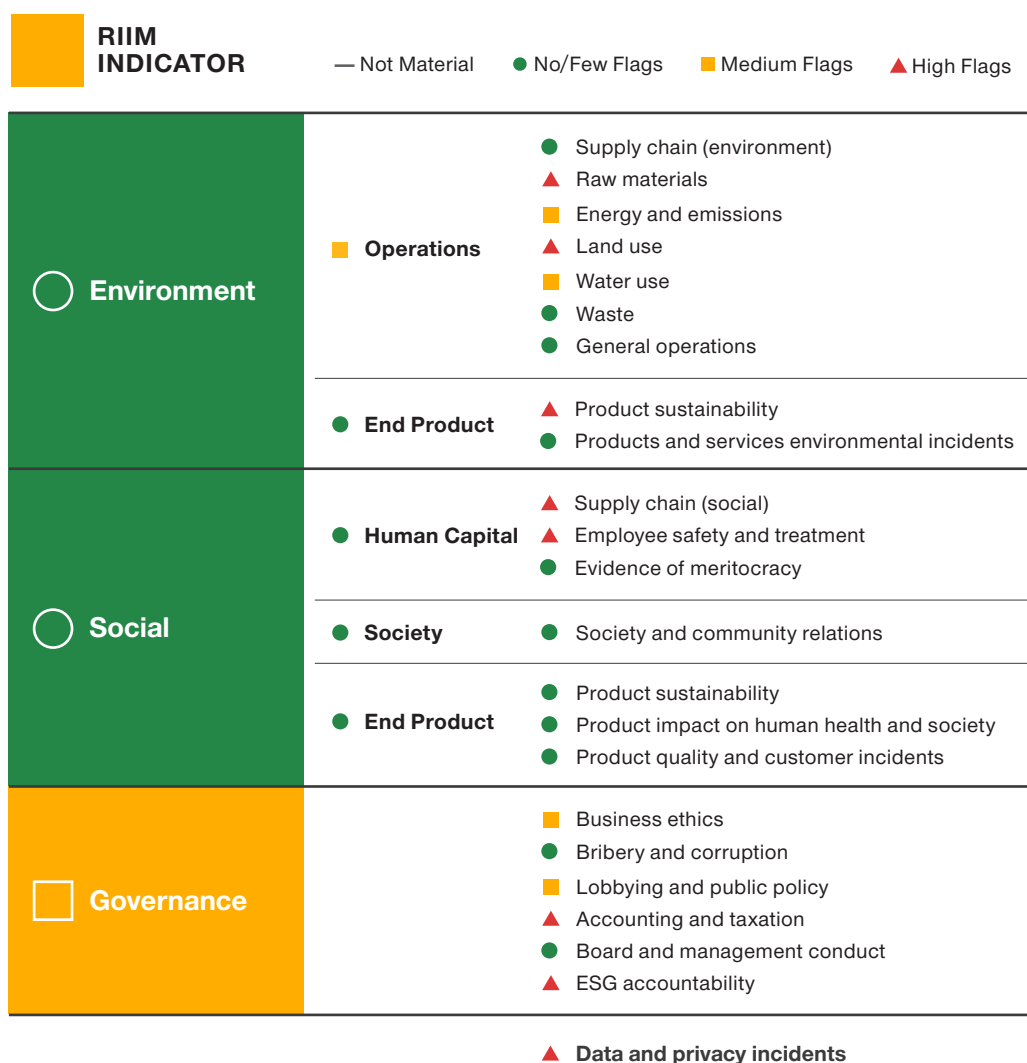 RIIM
INDICATOR
— Not Material
No/Few Flags
Medium Flags
High Flags
Environment
Operations
Supply chain (environment)
Raw materials
Energy and emissions
Land use
Water use
Waste
General operations
End Product
Product sustainability
Products and services environmental incidents
Social
Human Capital
Supply chain (social)
Employee safety and treatment
Evidence of meritocracy
Society
Society and community relations
End Product
Product sustainability
Product impact on human health and society
Product quality and customer incidents
Governance
Business ethics
Bribery and corruption
Lobbying and public policy
Accounting and taxation
Board and management conduct
ESG accountability
Data and privacy incidents